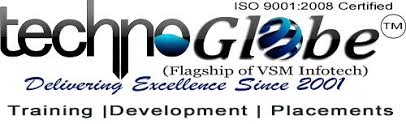 ISO 9001:2008 Certified
technoGlobe TM
(Flagship of VSM Infotech)
Delivering Excellence Since 2001
Training |Development | Placements